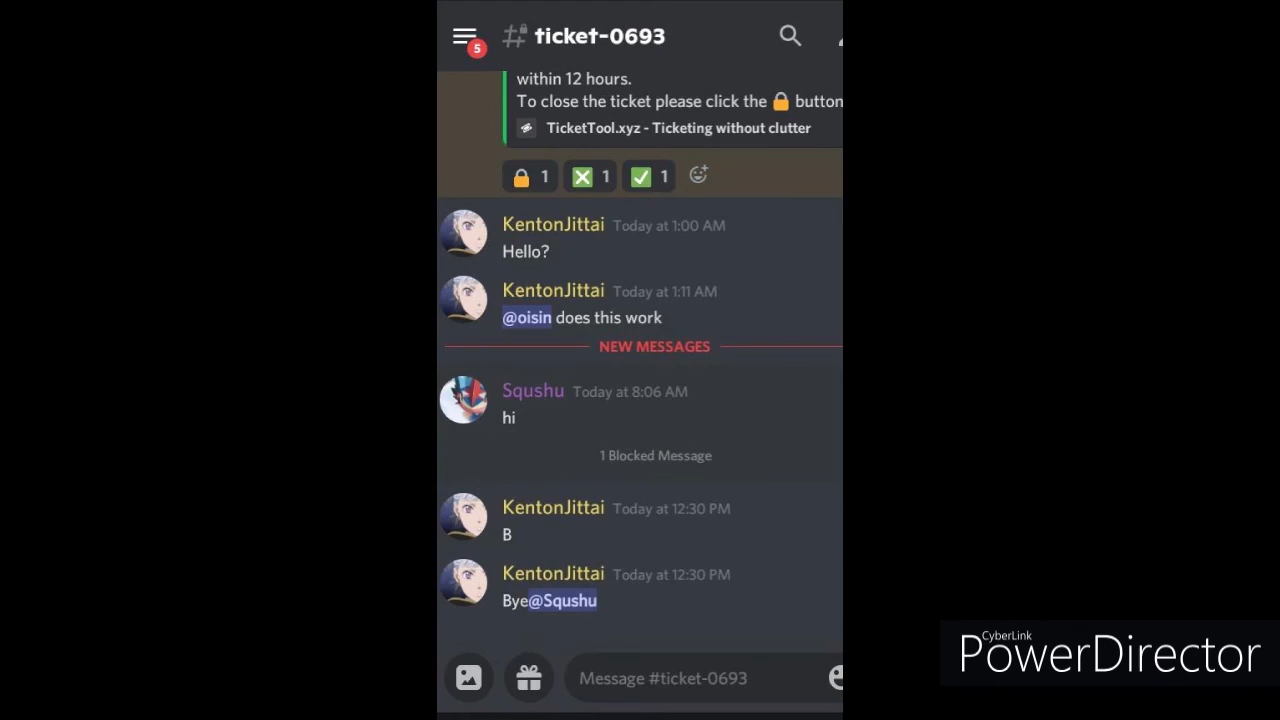 5
ticket-0693
within 12 hours.
To close the ticket please click the 🔒 button
TicketTool.xyz - Ticketing without clutter
🔒 1 ❎ 1 ✅ 1
KentonJittai Today at 1:00 AM
Hello?
KentonJittai Today at 1:11 AM
@oisin does this work
NEW MESSAGES
Squshu Today at 8:06 AM
hi
1 Blocked Message
KentonJittai Today at 12:30 PM
B
KentonJittai Today at 12:30 PM
Bye@Squshu
Message #ticket-0693
CyberLink
PowerDirector